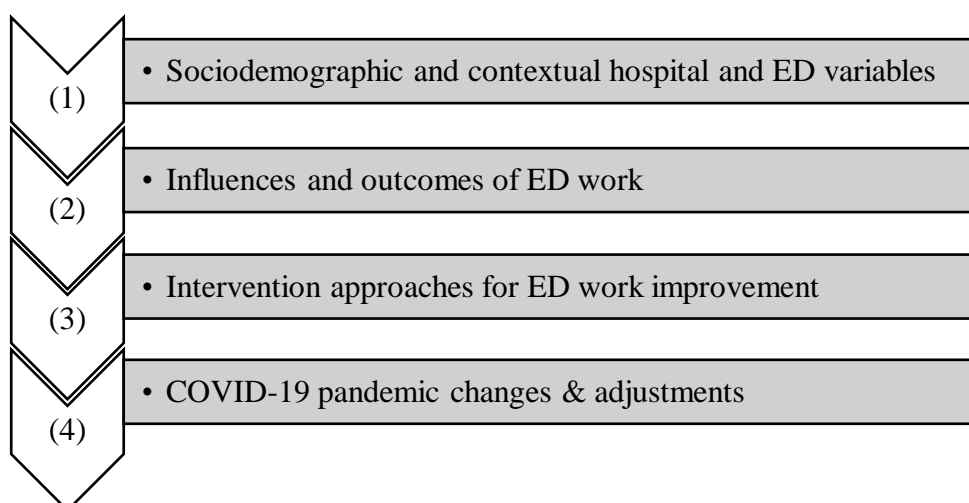 (1)
• Sociodemographic and contextual hospital and ED variables
(2)
• Influences and outcomes of ED work
(3)
• Intervention approaches for ED work improvement
(4)
• COVID-19 pandemic changes & adjustments